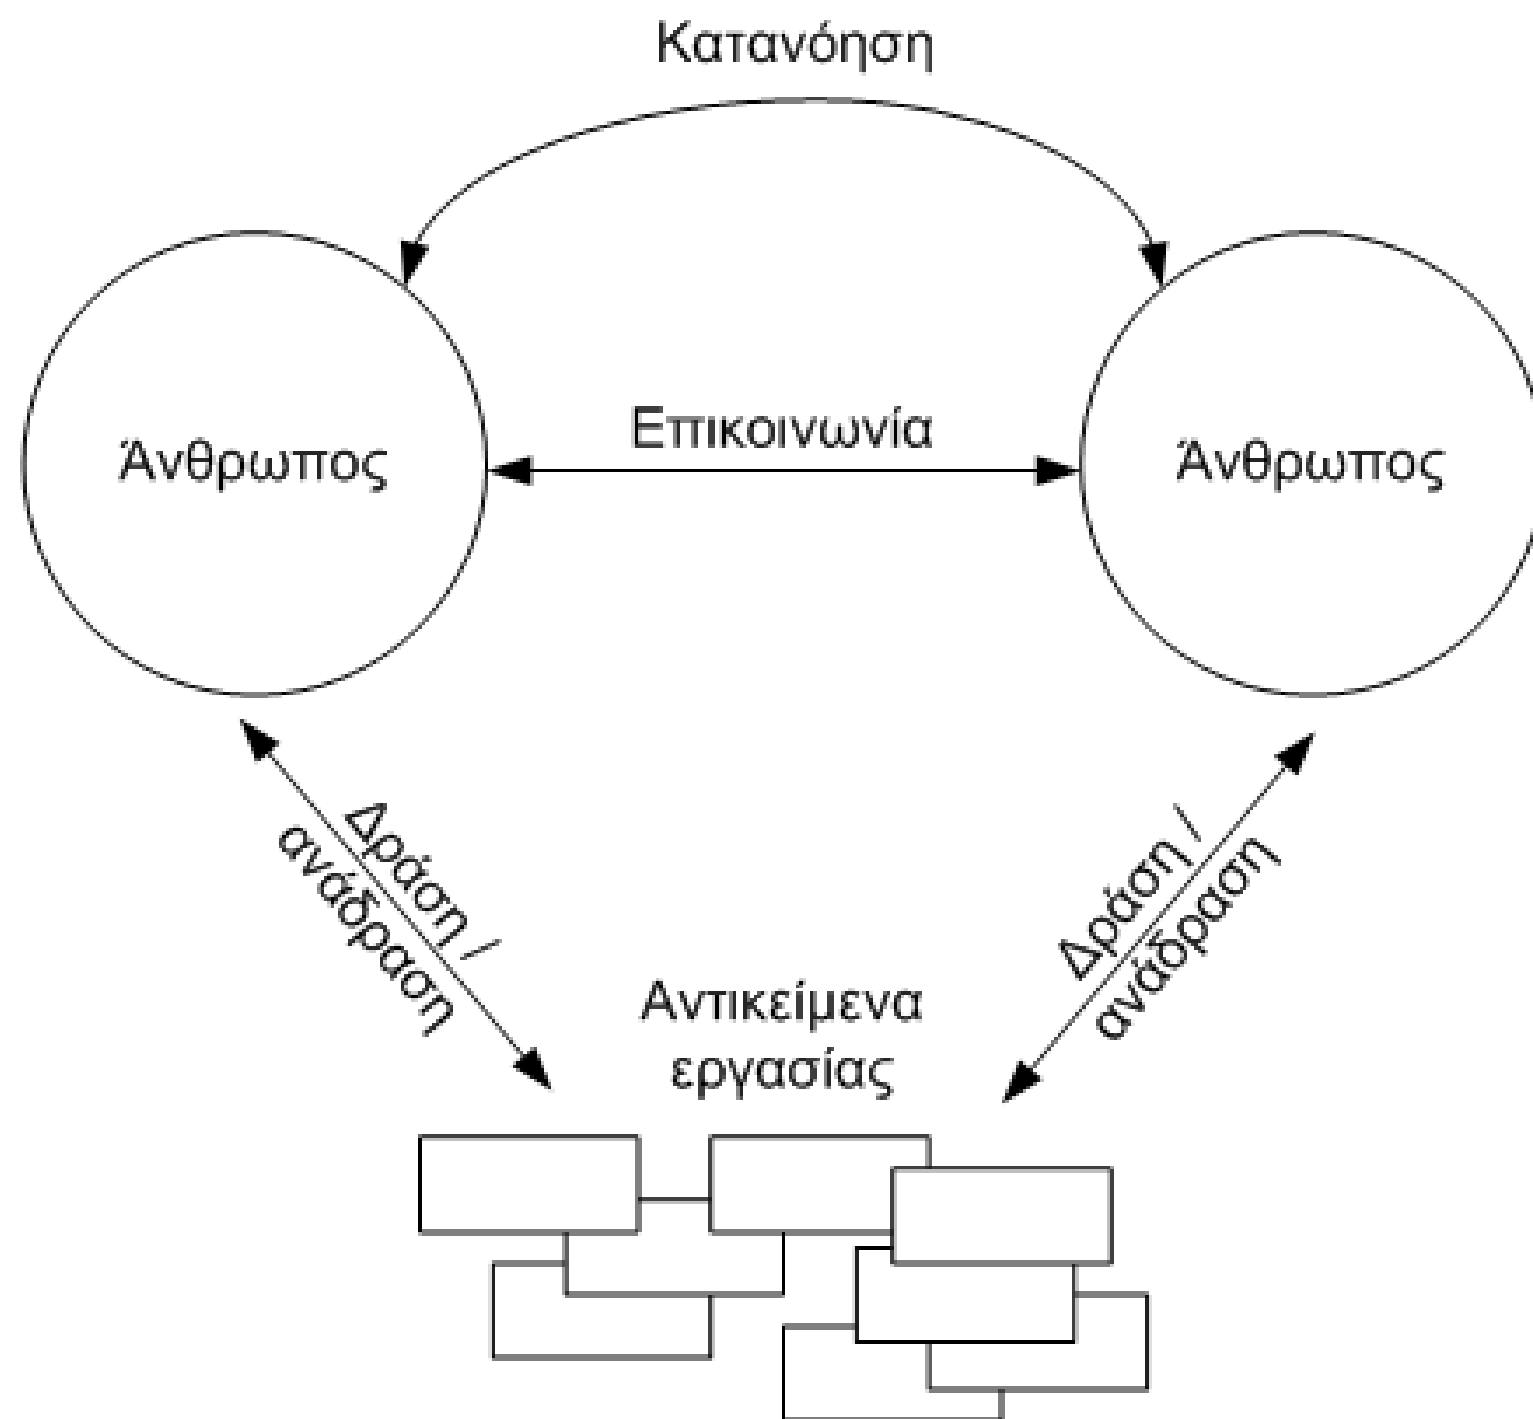 Κατανόηση
Επικοινωνία
Άνθρωπος
Άνθρωπος
Δράση /
ανάδραση
Δράση /
ανάδραση
Αντικείμενα
εργασίας